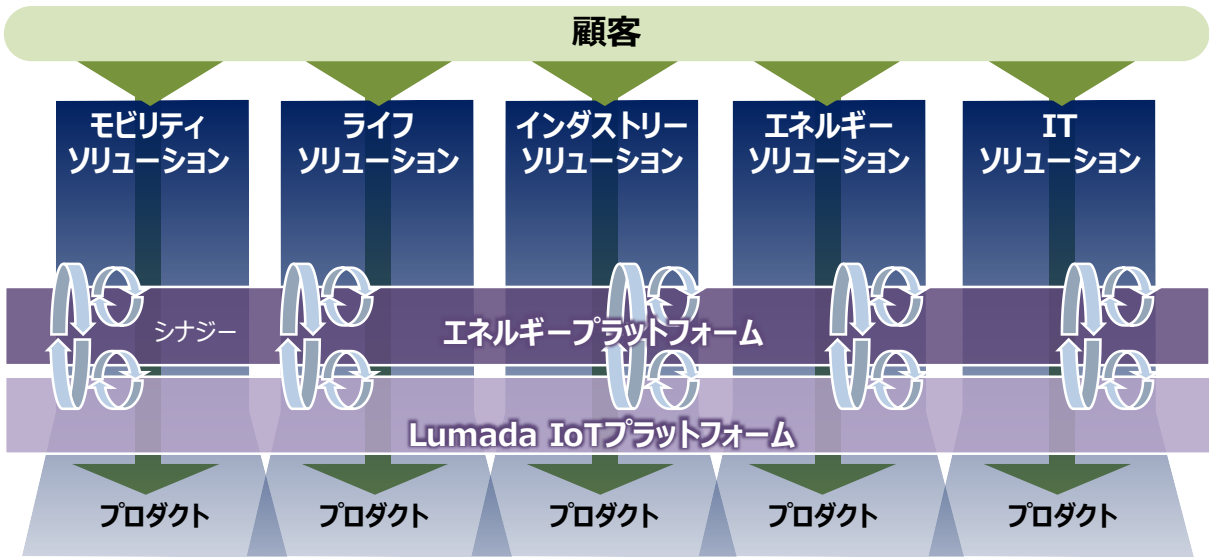 顧客
モビリティ
ソリューション
ライフ
ソリューション
インダストリー
ソリューション
エネルギー
ソリューション
IT
ソリューション
シナジー
エネルギープラットフォーム
Lumada IoTプラットフォーム
プロダクト
プロダクト
プロダクト
プロダクト
プロダクト